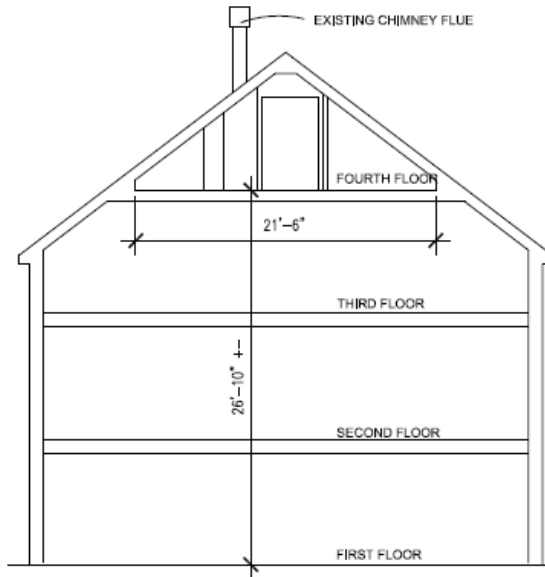 EXISTING CHIMNEY FLUE
FOURTH FLOOR
21'-6"
THIRD FLOOR
26'-10" +-
SECOND FLOOR
FIRST FLOOR